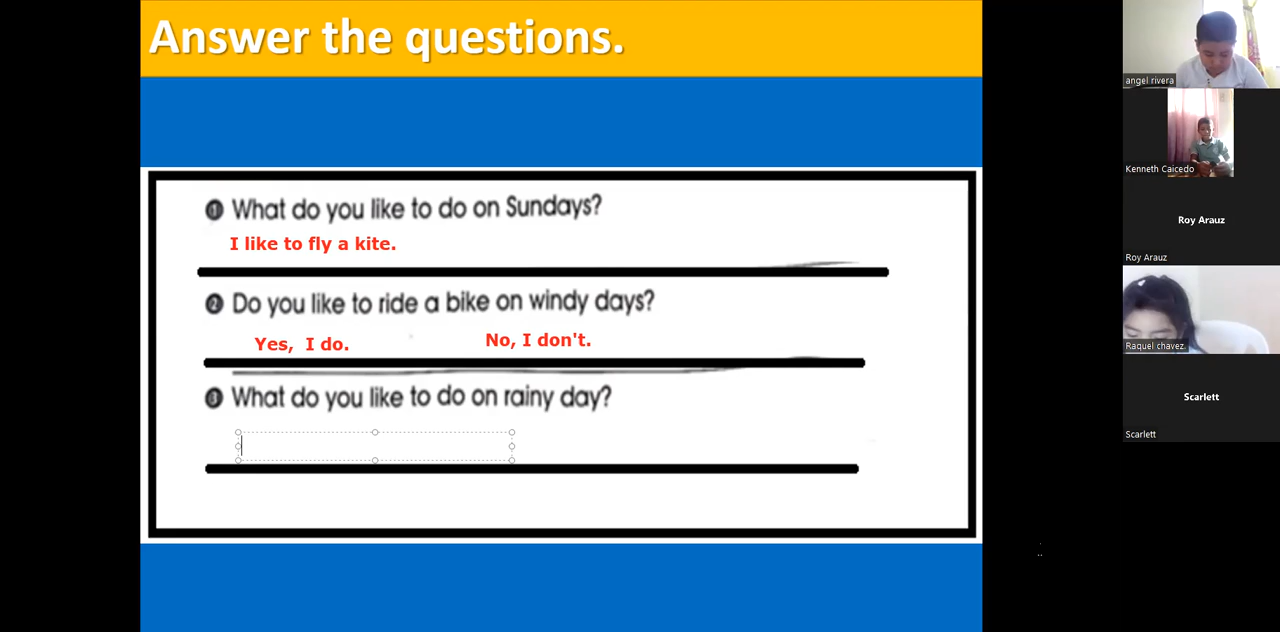 Answer the questions.
1 What do you like to do on Sundays?
I like to fly a kite.
2 Do you like to ride a bike on windy days?
Yes, I do. No, I don't.
3 What do you like to do on rainy day?
angel rivera
Kenneth Caicedo
Roy Arauz
Roy Arauz
Raquel chavez
Scarlett
Scarlett